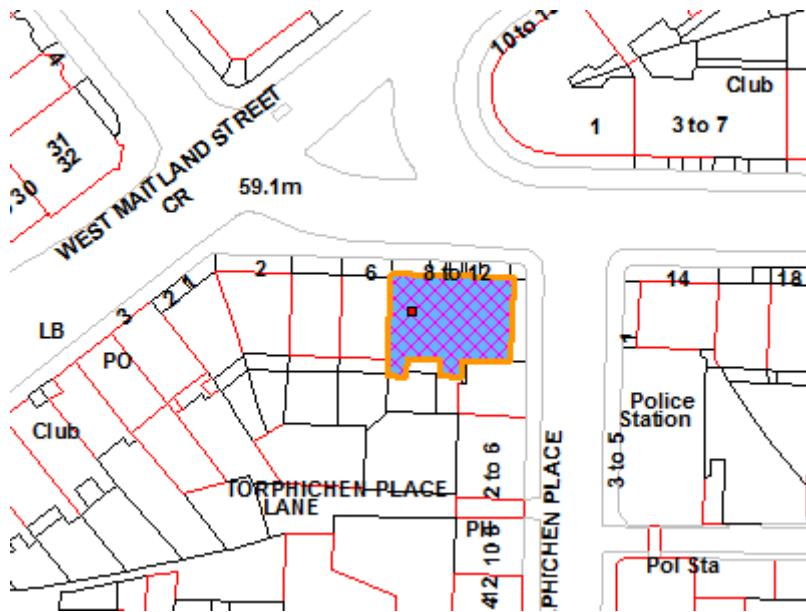 10 to
4
Club
1
3 to 7
31
32
30
WEST MAITLAND STREET
CR
59.1m
2
6
8 to 12
14
18
1
2
3
1
LB
PO
Club
Police
Station
3 to 5
2 to 6
TORPHICHEN PLACE
LANE
PH
10
412
PHICHEN PLACE
Pol Sta